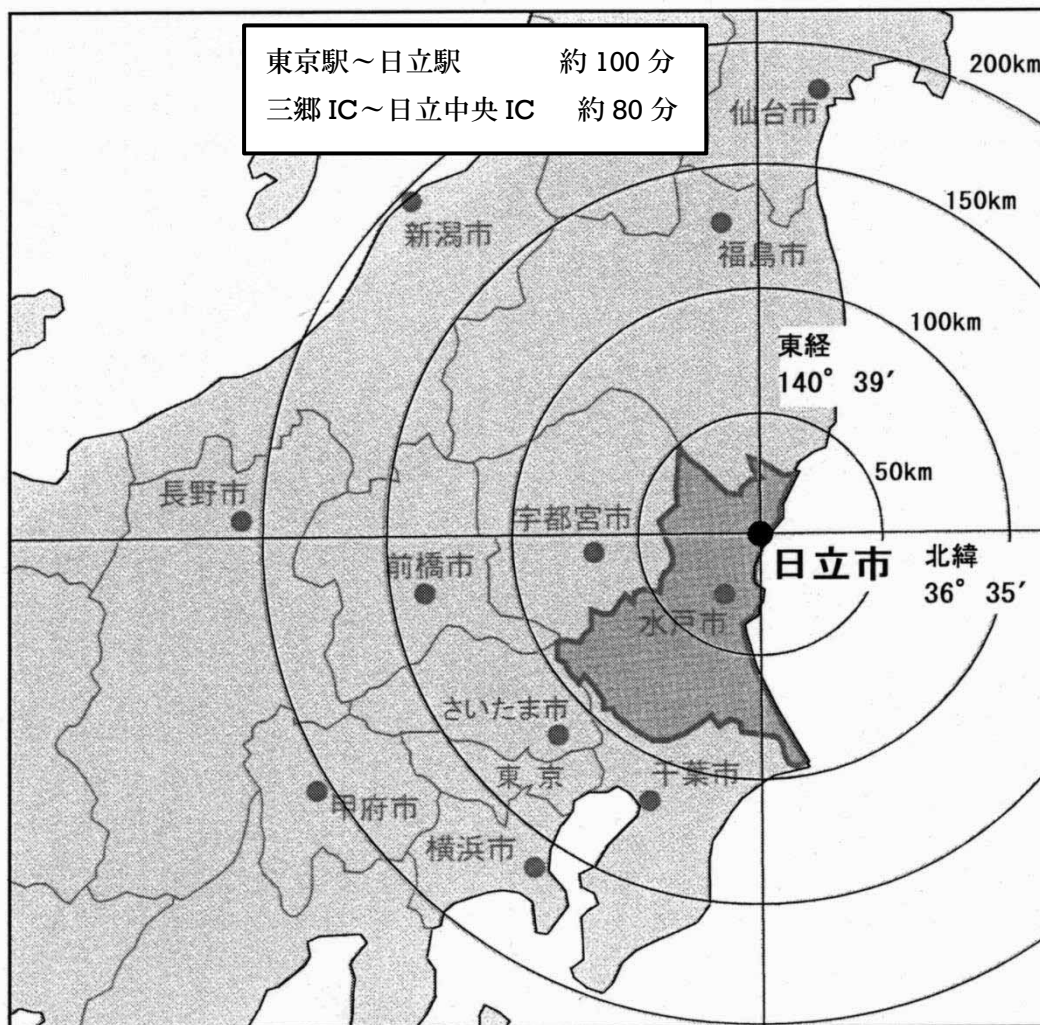 東京駅～日立駅 約 100 分
三郷 IC～日立中央 IC 約 80 分
200km
仙台市
150km
新潟市
福島市
100km
東経
140° 39′
50km
長野市
宇都宮市
前橋市
日立市
北緯
36° 35′
水戸市
さいたま市
東京
千葉市
甲府市
横浜市